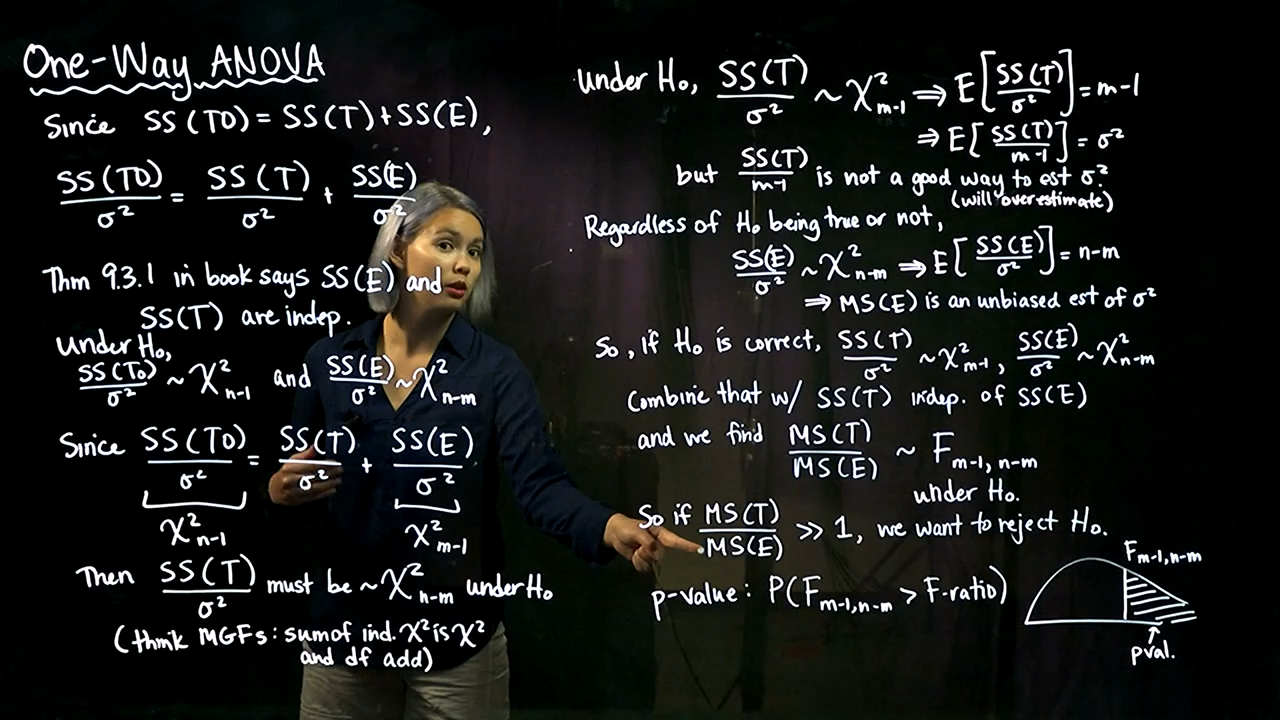 One-Way ANOVA
Since SS(TO) = SS(T) + SS(E),
SS(TO)/σ² = SS(T)/σ² + SS(E)/σ²
Thm 9.3.1 in book says SS(E) and
SS(T) are indep.
Under H₀,
SS(TO)/σ² ~ χ²ₙ₋₁ and SS(E)/σ² ~ χ²ₙ₋ₘ
Since SS(TO)/σ² = SS(T)/σ² + SS(E)/σ²
χ²ₙ₋₁ χ²ₘ₋₁
Then SS(T)/σ² must be ~ χ²ₙ₋ₘ under H₀
(think MGFs: sum of ind. χ² is χ²
and df add)
Under H₀, SS(T)/σ² ~ χ²ₘ₋₁ ⇒ E[SS(T)/σ²] = m-1
⇒ E[SS(T)/m-1] = σ²
but SS(T)/m-1 is not a good way to est σ².
(will overestimate)
Regardless of H₀ being true or not,
SS(E)/σ² ~ χ²ₙ₋ₘ ⇒ E[SS(E)/σ²] = n-m
⇒ MS(E) is an unbiased est of σ²
So, if H₀ is correct, SS(T)/σ² ~ χ²ₘ₋₁, SS(E)/σ² ~ χ²ₙ₋ₘ
Combine that w/ SS(T) indep. of SS(E)
and we find MS(T)/MS(E) ~ F m-1, n-m
under H₀.
So if MS(T)/MS(E) >> 1, we want to reject H₀.
p-value: P(F m-1, n-m > F-ratio)
F m-1, n-m
pval.